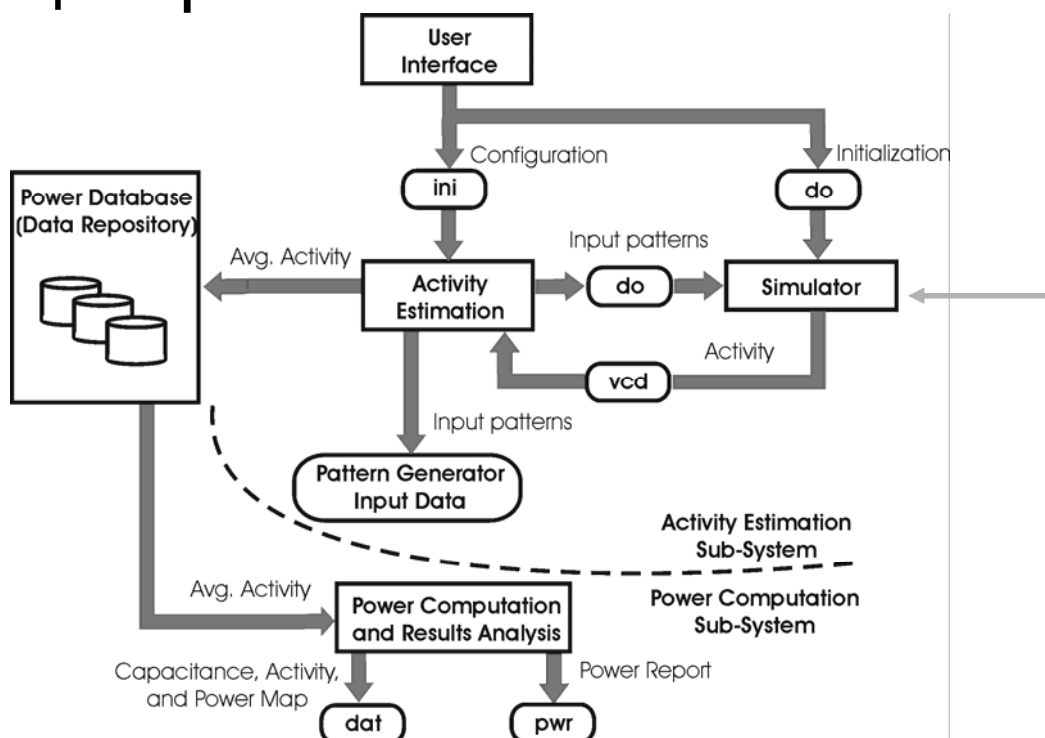 User
Interface
Configuration
Initialization
ini
do
Power Database
(Data Repository)
Input patterns
Avg. Activity
Activity
Estimation
do
Simulator
Activity
vcd
Input patterns
Pattern Generator
Input Data
Activity Estimation
Sub-System
Avg. Activity
Power Computation
and Results Analysis
Power Computation
Sub-System
Capacitance, Activity,
and Power Map
Power Report
dat
pwr